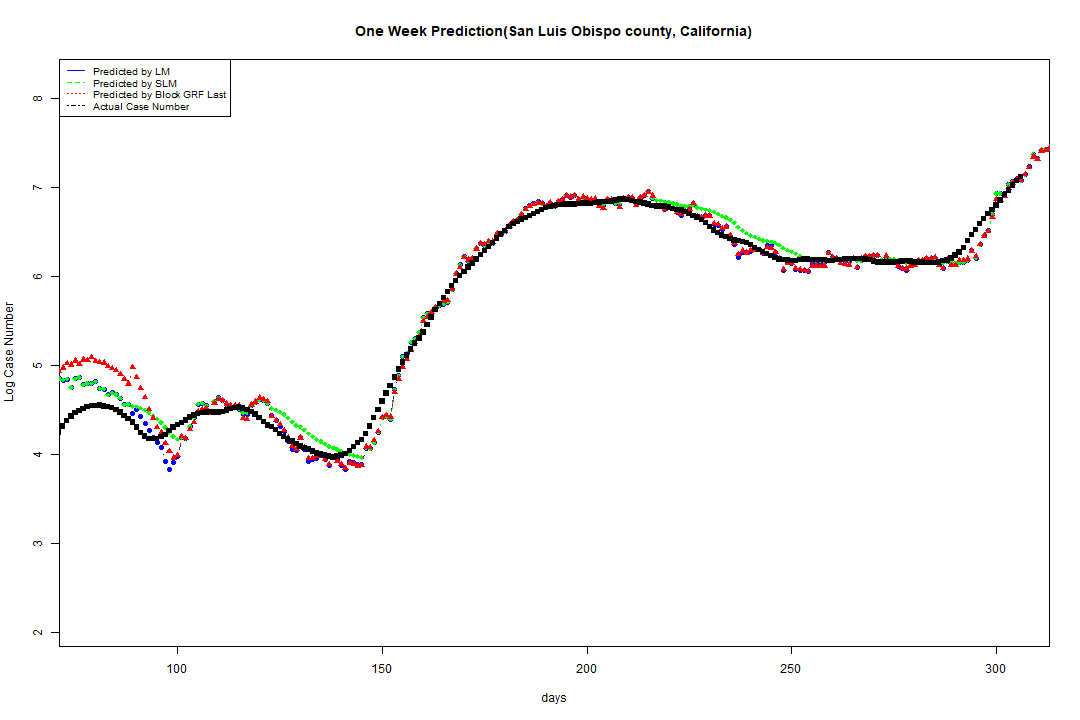 One Week Prediction(San Luis Obispo county, California)
Predicted by LM
Predicted by SLM
Predicted by Block GRF Last
Actual Case Number
8
7
6
5
4
3
2
Log Case Number
100 150 200 250 300
days